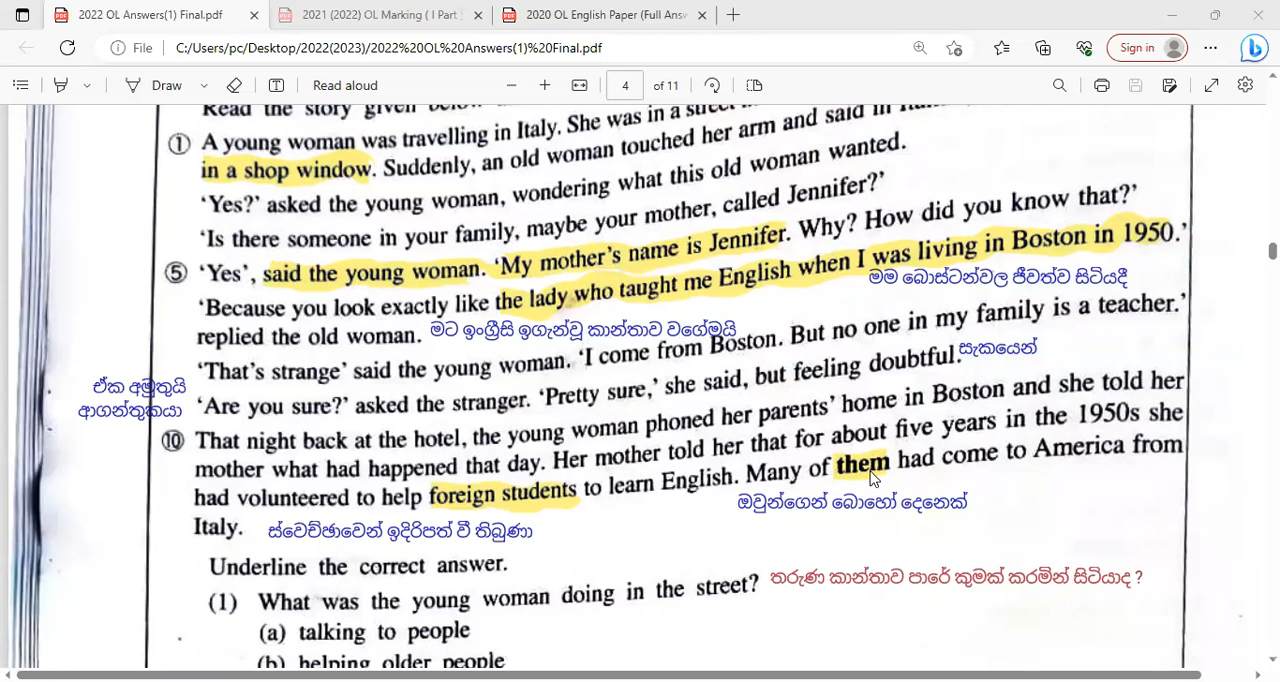 2022 OL Answers(1) Final.pdf
2021 (2022) OL Marking ( I Part
2020 OL English Paper (Full Answ
File
C:/Users/pc/Desktop/2022(2023)/2022%20OL%20Answers(1)%20Final.pdf
Sign in
Draw
Read aloud
4
of 11
Read the story given below
① A young woman was travelling in Italy. She was in a street
in a shop window. Suddenly, an old woman touched her arm and said in
‘Yes?’ asked the young woman, wondering what this old woman wanted.
‘Is there someone in your family, maybe your mother, called Jennifer?’
⑤ ‘Yes’, said the young woman. ‘My mother’s name is Jennifer. Why? How did you know that?’
‘Because you look exactly like the lady who taught me English when I was living in Boston in 1950.’
මම බොස්ටන්වල ජීවත්ව සිටියදී
replied the old woman. මට ඉංග්‍රීසි ඉගැන්වූ කාන්තාව වගේමයි
‘That’s strange’ said the young woman. ‘I come from Boston. But no one in my family is a teacher.’
ඒක අමුතුයි
ආගන්තුකයා
‘Are you sure?’ asked the stranger. ‘Pretty sure,’ she said, but feeling doubtful. සැකයෙන්
⑩ That night back at the hotel, the young woman phoned her parents’ home in Boston and she told her
mother what had happened that day. Her mother told her that for about five years in the 1950s she
had volunteered to help foreign students to learn English. Many of them had come to America from
ඔවුන්ගෙන් බොහෝ දෙනෙක්
Italy. ස්වෙච්ඡාවෙන් ඉදිරිපත් වී තිබුණා
Underline the correct answer.
(1) What was the young woman doing in the street? තරුණ කාන්තාව පාරේ කුමක් කරමින් සිටියාද ?
(a) talking to people
(b) helping older people